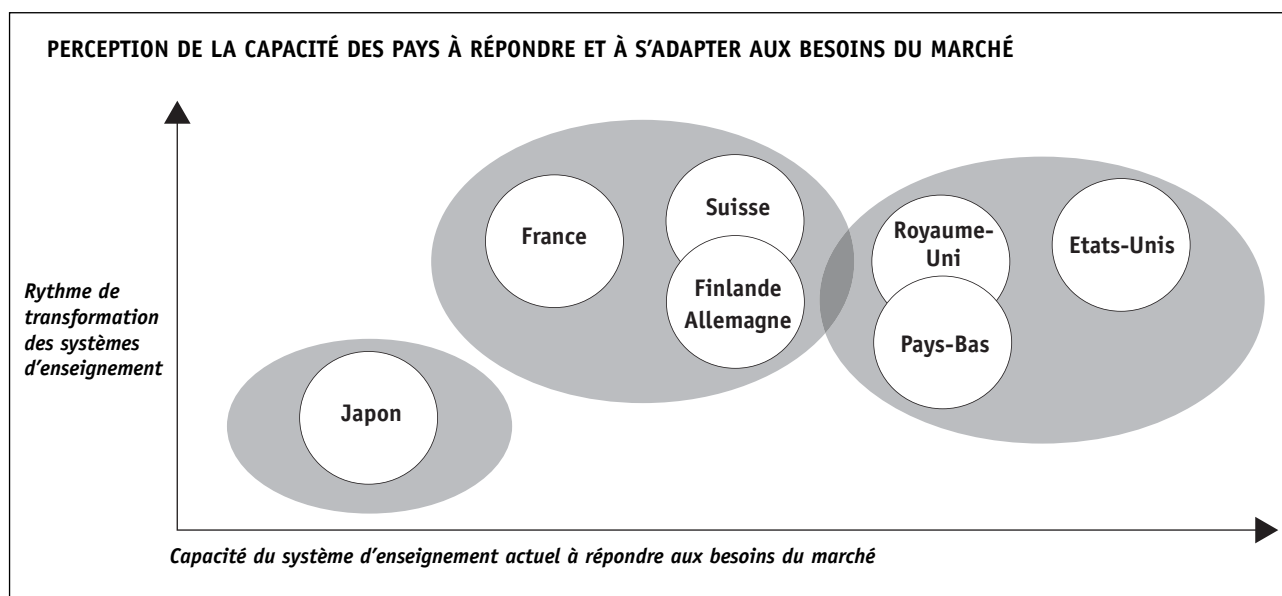 PERCEPTION DE LA CAPACITÉ DES PAYS À RÉPONDRE ET À S'ADAPTER AUX BESOINS DU MARCHÉ
Rythme de
transformation
des systèmes
d'enseignement
France
Suisse
Finlande
Allemagne
Royaume-
Uni
Pays-Bas
Etats-Unis
Japon
Capacité du système d'enseignement actuel à répondre aux besoins du marché